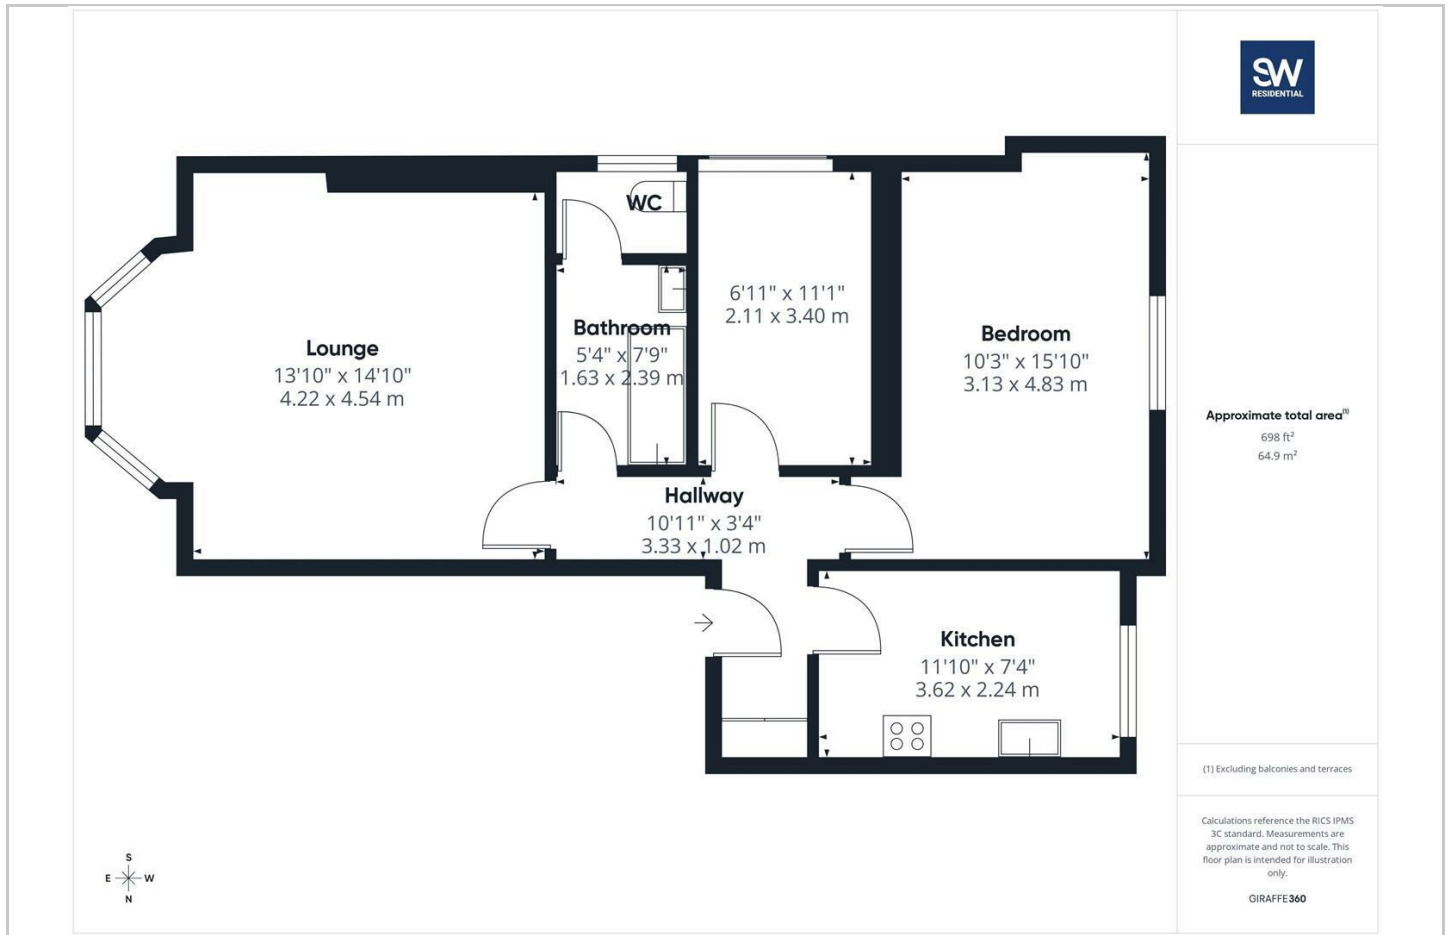 SW
RESIDENTIAL
WC
6'11" x 11'1"
2.11 x 3.40 m
Bathroom
5'4" x 7'9"
1.63 x 2.39 m
Bedroom
10'3" x 15'10"
3.13 x 4.83 m
Lounge
13'10" x 14'10"
4.22 x 4.54 m
Hallway
10'11" x 3'4"
3.33 x 1.02 m
Kitchen
11'10" x 7'4"
3.62 x 2.24 m
S
E W
N
Approximate total area(1)
698 ft²
64.9 m²
(1) Excluding balconies and terraces
Calculations reference the RICS IPMS
3C standard. Measurements are
approximate and not to scale. This
floor plan is intended for illustration
only.
GIRAFFE360